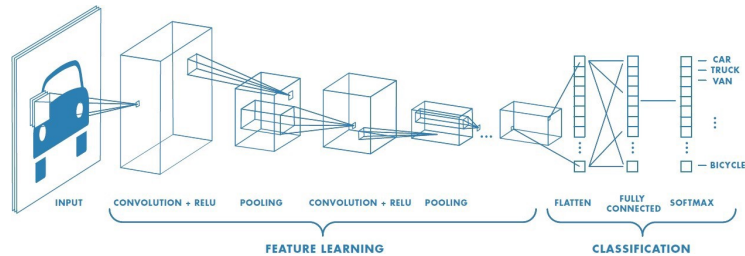 CAR
TRUCK
VAN
BICYCLE
INPUT
CONVOLUTION + RELU
POOLING
CONVOLUTION + RELU
POOLING
FLATTEN
FULLY
CONNECTED
SOFTMAX
FEATURE LEARNING
CLASSIFICATION